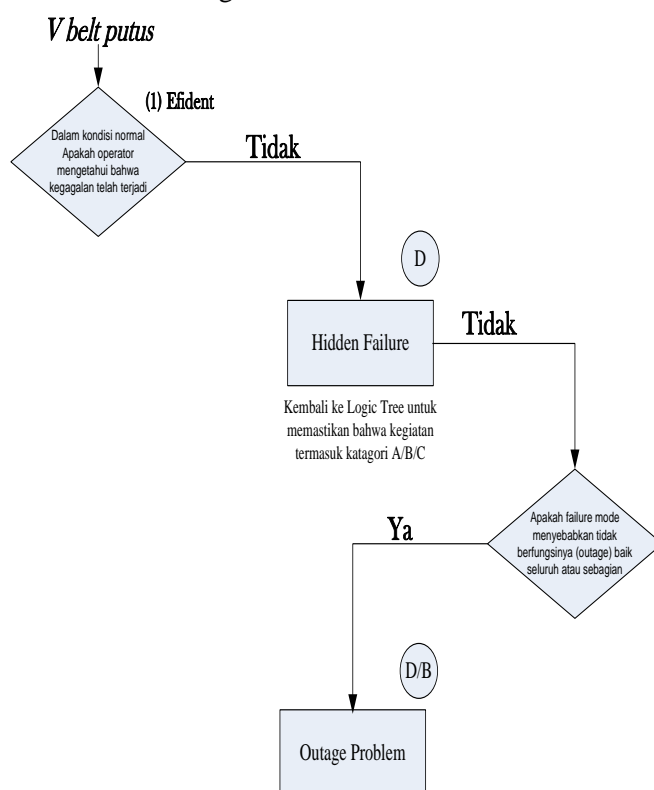 V belt putus
(1) Efident
Dalam kondisi normal
Apakah operator
mengetahui bahwa
kegagalan telah terjadi
Tidak
D
Hidden Failure
Tidak
Kembali ke Logic Tree untuk
memastikan bahwa kegiatan
termasuk katagori A/B/C
Apakah failure mode
menyebabkan tidak
berfungsinya (outage) baik
seluruh atau sebagian
Ya
D/B
Outage Problem